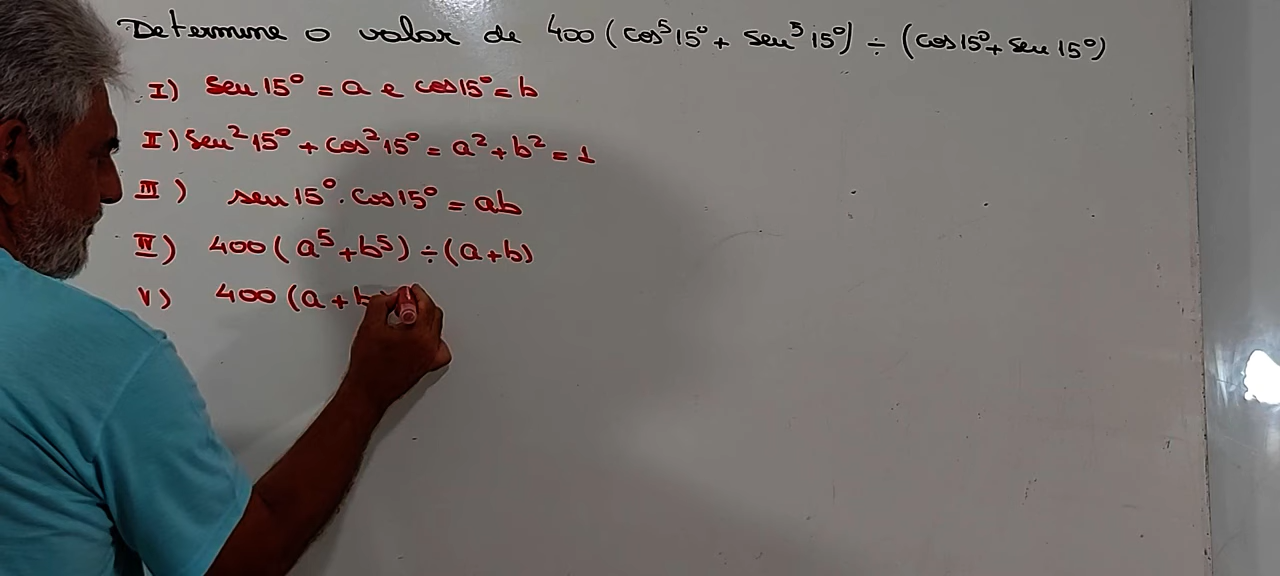 Determine o valor de 400(cos⁵15°+ sen⁵15°) ÷ (cos15°+sen15°)
I) Sen15° = a e cos15° = b
II) Sen²15° + cos²15° = a²+b² = 1
III) sen15°.cos15° = ab
IV) 400(a⁵+b⁵) ÷ (a+b)
V) 400(a+b